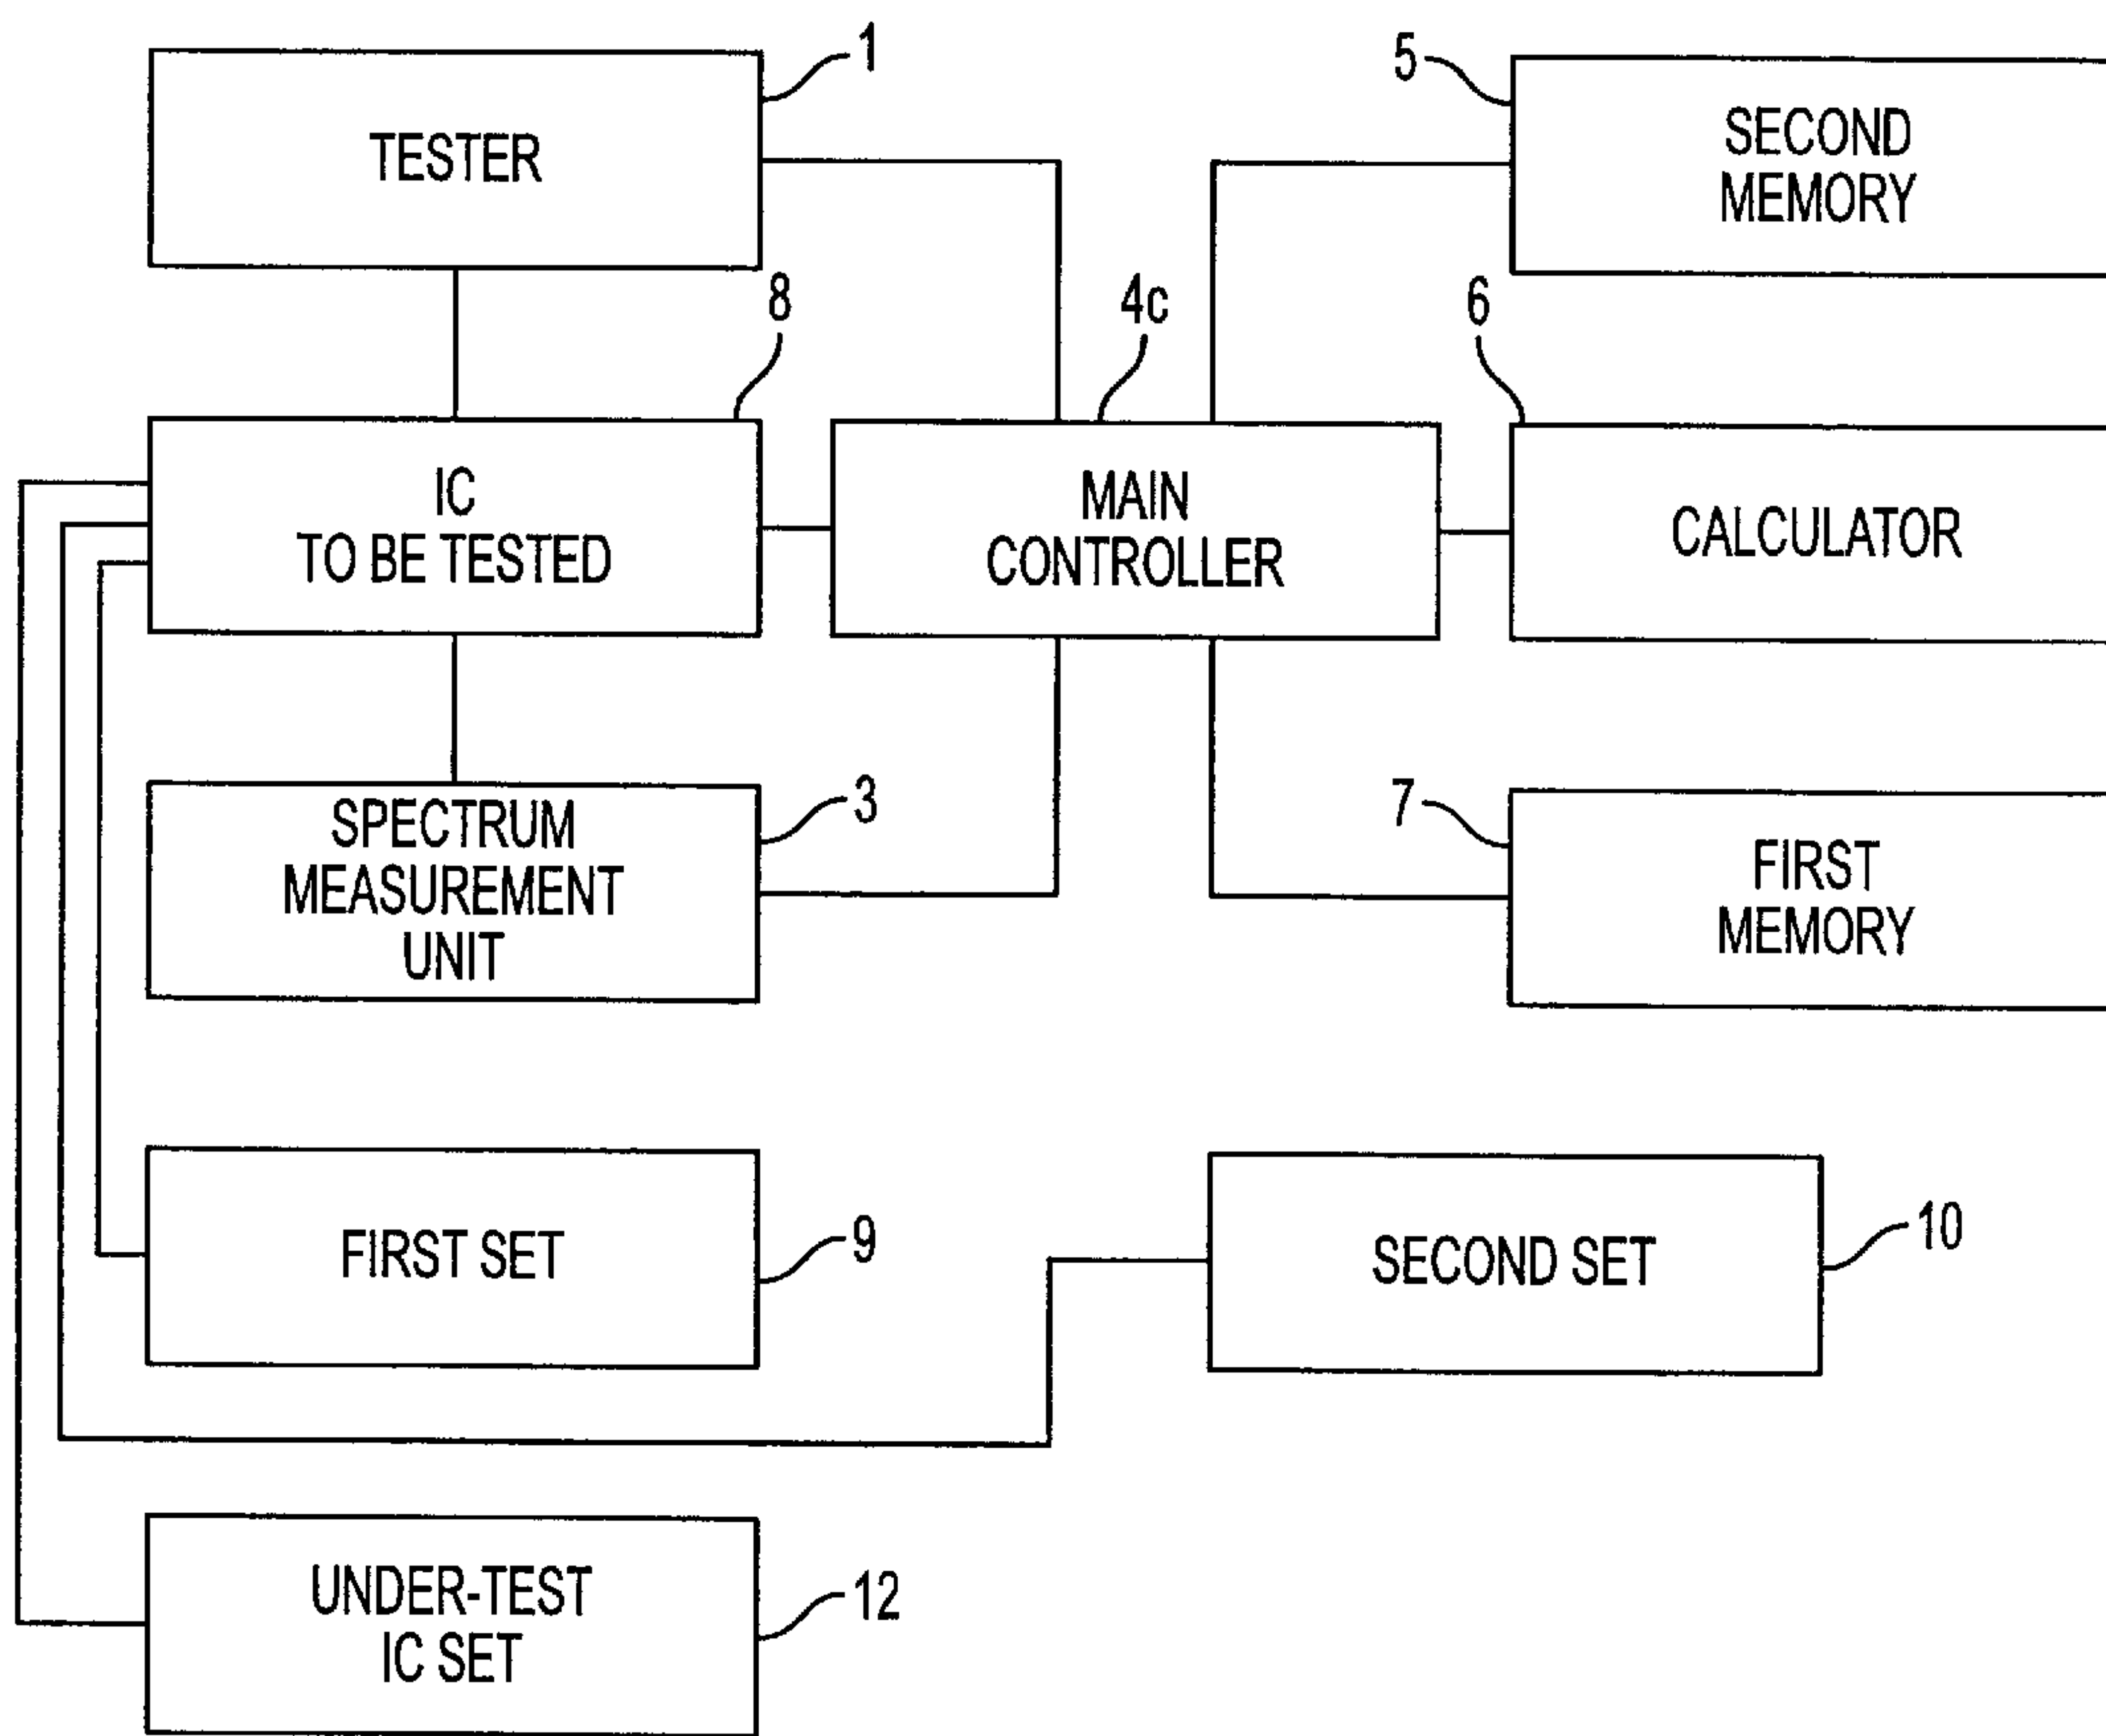 1
TESTER
5
SECOND
MEMORY
8
IC
TO BE TESTED
4c
MAIN
CONTROLLER
6
CALCULATOR
3
SPECTRUM
MEASUREMENT
UNIT
7
FIRST
MEMORY
FIRST SET
9
SECOND SET
10
UNDER-TEST
IC SET
12